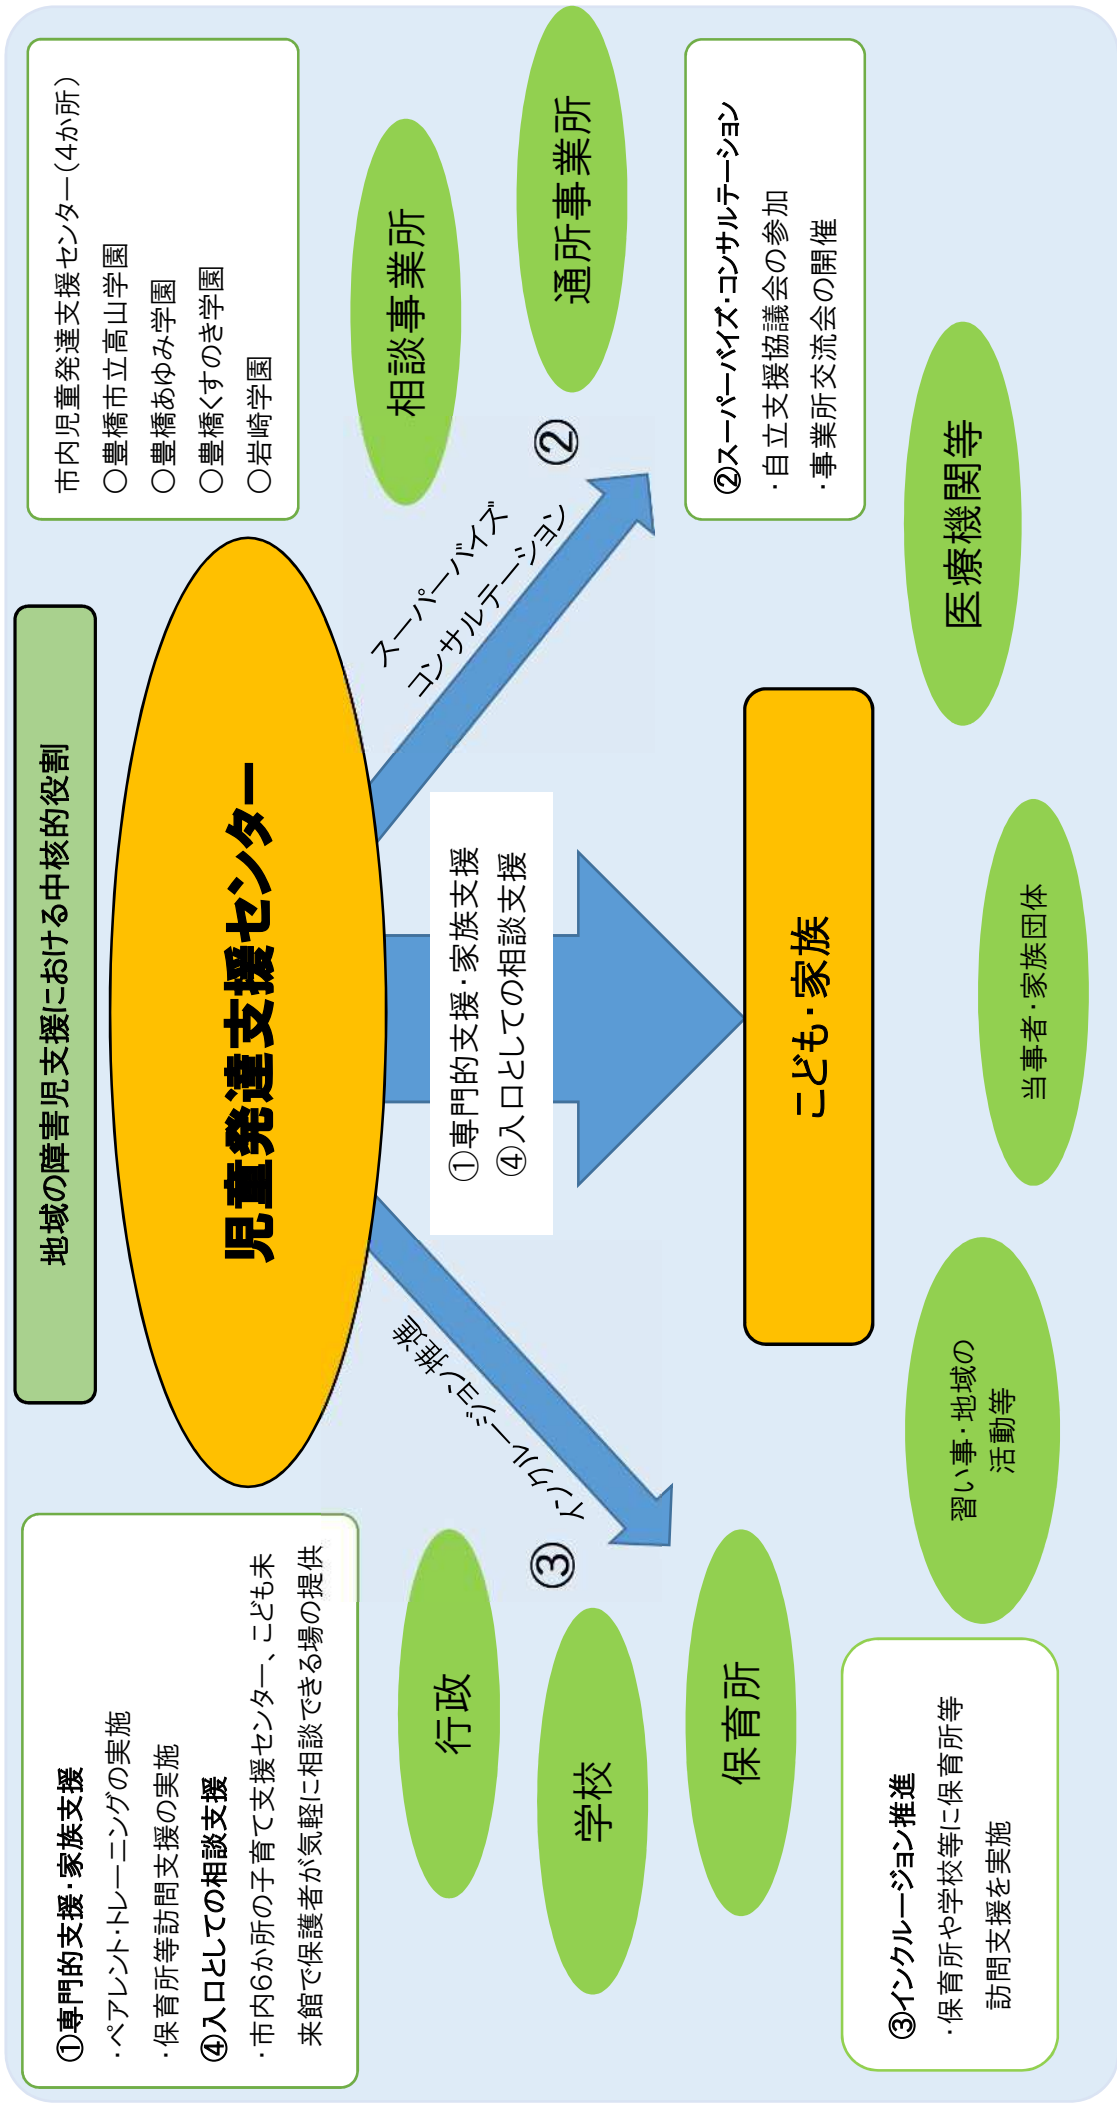 地域の障害児支援における中核的役割
①専門的支援・家族支援
・ペアレント・トレーニングの実施
・保育所等訪問支援の実施
④入口としての相談支援
・市内6か所の子育て支援センター、こども未
来館で保護者が気軽に相談できる場の提供
児童発達支援センター
市内児童発達支援センター(4か所)
〇豊橋市立高山学園
〇豊橋あゆみ学園
〇豊橋くすのき学園
〇岩崎学園
行政
学校
保育所
③
インクルージョン推進
①専門的支援・家族支援
④入口としての相談支援
スーパーバイズ
コンサルテーション
②
相談事業所
通所事業所
こども・家族
②スーパーバイズ・コンサルテーション
・自立支援協議会の参加
・事業所交流会の開催
③インクルージョン推進
・保育所や学校等に保育所等
訪問支援を実施
習い事・地域の
活動等
当事者・家族団体
医療機関等